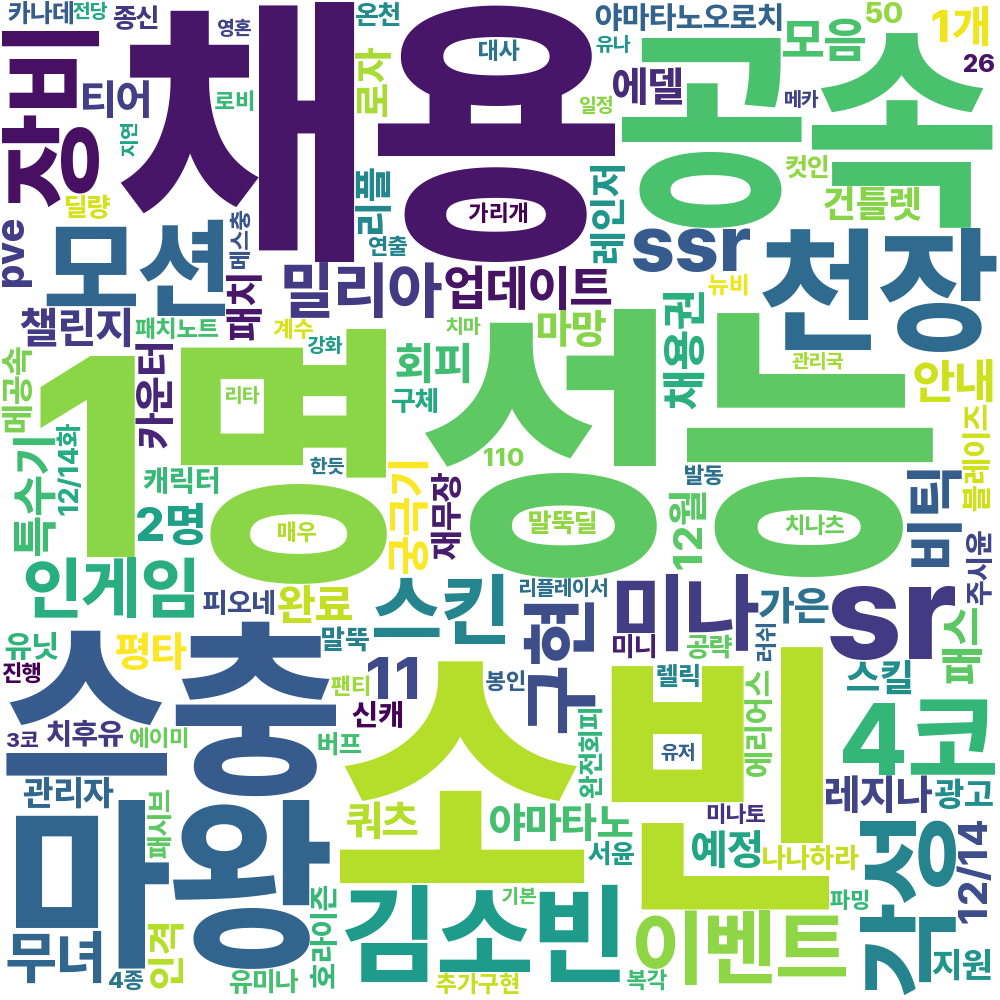 카나데
전당
종신
영혼
온천
대사
야마타노오로치
유나
모음
50
1개
26
장비
티어
지연
채용
로비
로자
일정
에델
공속
메카
컷인
건틀렛
딜량
pve
모션
메스충
리플
연출
가리개
레인저
ssr
천장
뉴비
챌린지
패치노트
패치
밀리아
업데이트
계수
강화
치마
마망
채용권
관리국
안내
메공속
1명
카운터
리타
회피
구체
성능
블레이즈
특수기
12/14화
캐릭터
한듯
110
발동
2명
매우
궁극기
재무장
말뚝딜
12월
치나츠
비틱
주시윤
인게임
피오네
완료
스킨
리플레이서
구현
미나
가은
sr
유닛
평타
말뚝
미니
공략
러쉬
패스
진행
스충
팬티
11
봉인
렐릭
스킬
3코
치후유
에이미
버프
신캐
소빈
완전회피
유저
애리어스
4코
관리자
패시브
레지나
광고
마왕
쿼츠
야마타노
서윤
미나토
예정
나나하라
각성
12/14
무녀
4종
인격
유미나
호라이즌
김소빈
기본
추가구현
이벤트
복각
파밍
지원